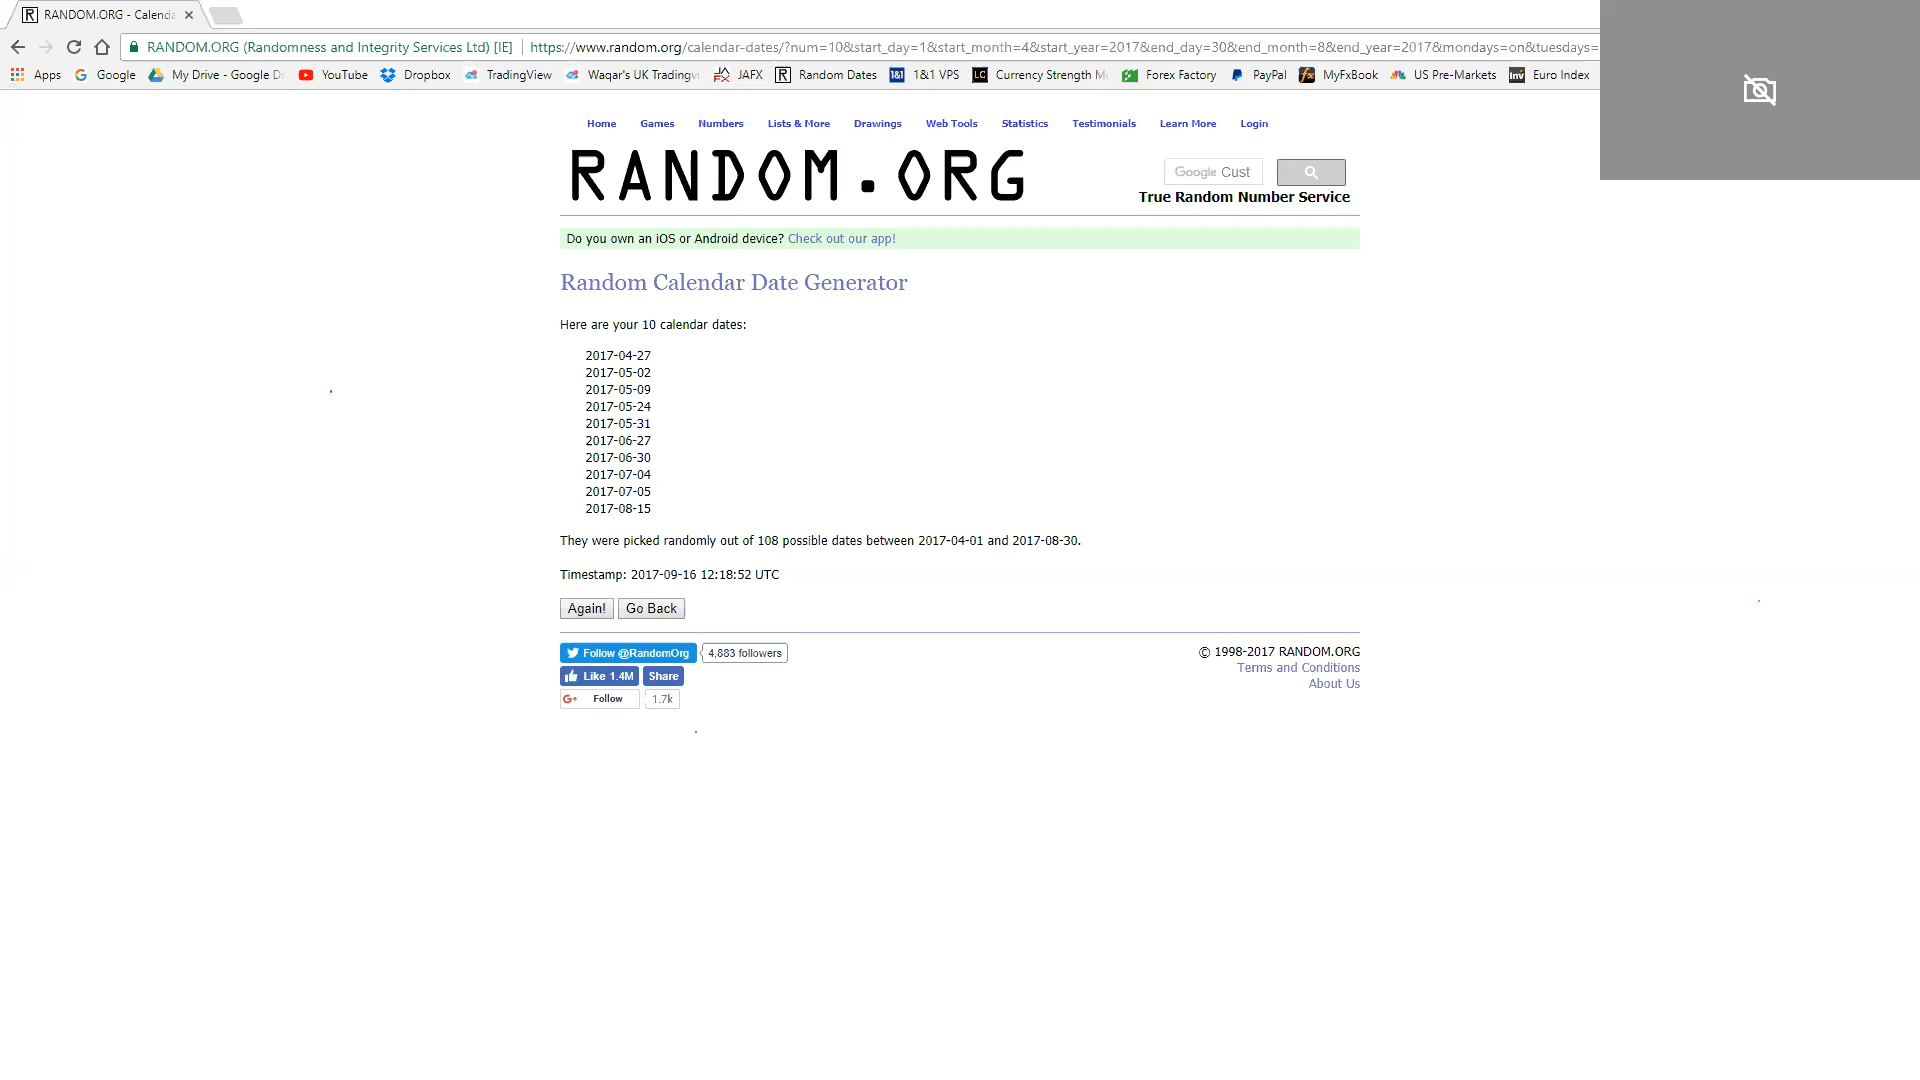 RANDOM.ORG - Calenda
RANDOM.ORG (Randomness and Integrity Services Ltd) [IE] https://www.random.org/calendar-dates/?num=10&start_day=1&start_month=4&start_year=2017&end_day=30&end_month=8&end_year=2017&mondays=on&tuesdays=
Apps Google My Drive - Google Dr YouTube Dropbox TradingView Waqar's UK Tradingvi JAFX Random Dates 1&1 VPS Currency Strength M Forex Factory PayPal MyFxBook US Pre-Markets Euro Index
Home Games Numbers Lists & More Drawings Web Tools Statistics Testimonials Learn More Login
RANDOM.ORG
Google Cust
True Random Number Service
Do you own an iOS or Android device? Check out our app!
Random Calendar Date Generator
Here are your 10 calendar dates:
2017-04-27
2017-05-02
2017-05-09
2017-05-24
2017-05-31
2017-06-27
2017-06-30
2017-07-04
2017-07-05
2017-08-15
They were picked randomly out of 108 possible dates between 2017-04-01 and 2017-08-30.
Timestamp: 2017-09-16 12:18:52 UTC
Again! Go Back
Follow @RandomOrg 4,883 followers
Like 1.4M Share
G+ Follow 1.7k
© 1998-2017 RANDOM.ORG
Terms and Conditions
About Us